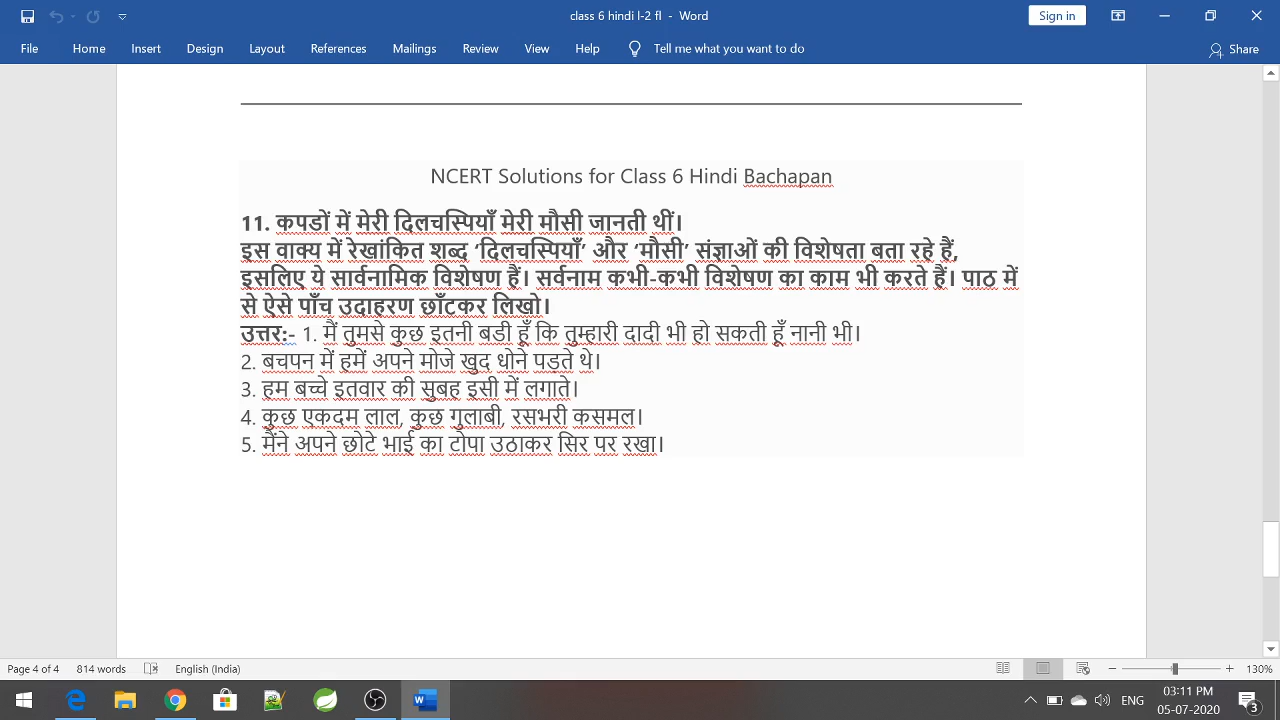 class 6 hindi l-2 fl - Word
Sign in
File Home Insert Design Layout References Mailings Review View Help Tell me what you want to do Share
NCERT Solutions for Class 6 Hindi Bachapan
11. कपडों में मेरी दिलचस्पियाँ मेरी मौसी जानती थीं।
इस वाक्य में रेखांकित शब्द ‘दिलचस्पियाँ’ और ‘मौसी’ संज्ञाओं की विशेषता बता रहे हैं,
इसलिए ये सार्वनामिक विशेषण हैं। सर्वनाम कभी-कभी विशेषण का काम भी करते हैं। पाठ में
से ऐसे पाँच उदाहरण छाँटकर लिखो।
उत्तर:- 1. मैं तुमसे कुछ इतनी बडी हूँ कि तुम्हारी दादी भी हो सकती हूँ नानी भी।
2. बचपन में हमें अपने मोजे खुद धोने पड़ते थे।
3. हम बच्चे इतवार की सुबह इसी में लगाते।
4. कुछ एकदम लाल, कुछ गुलाबी, रसभरी कसमल।
5. मैंने अपने छोटे भाई का टोपा उठाकर सिर पर रखा।
Page 4 of 4 814 words English (India) 130%
ENG 03:11 PM
05-07-2020 3